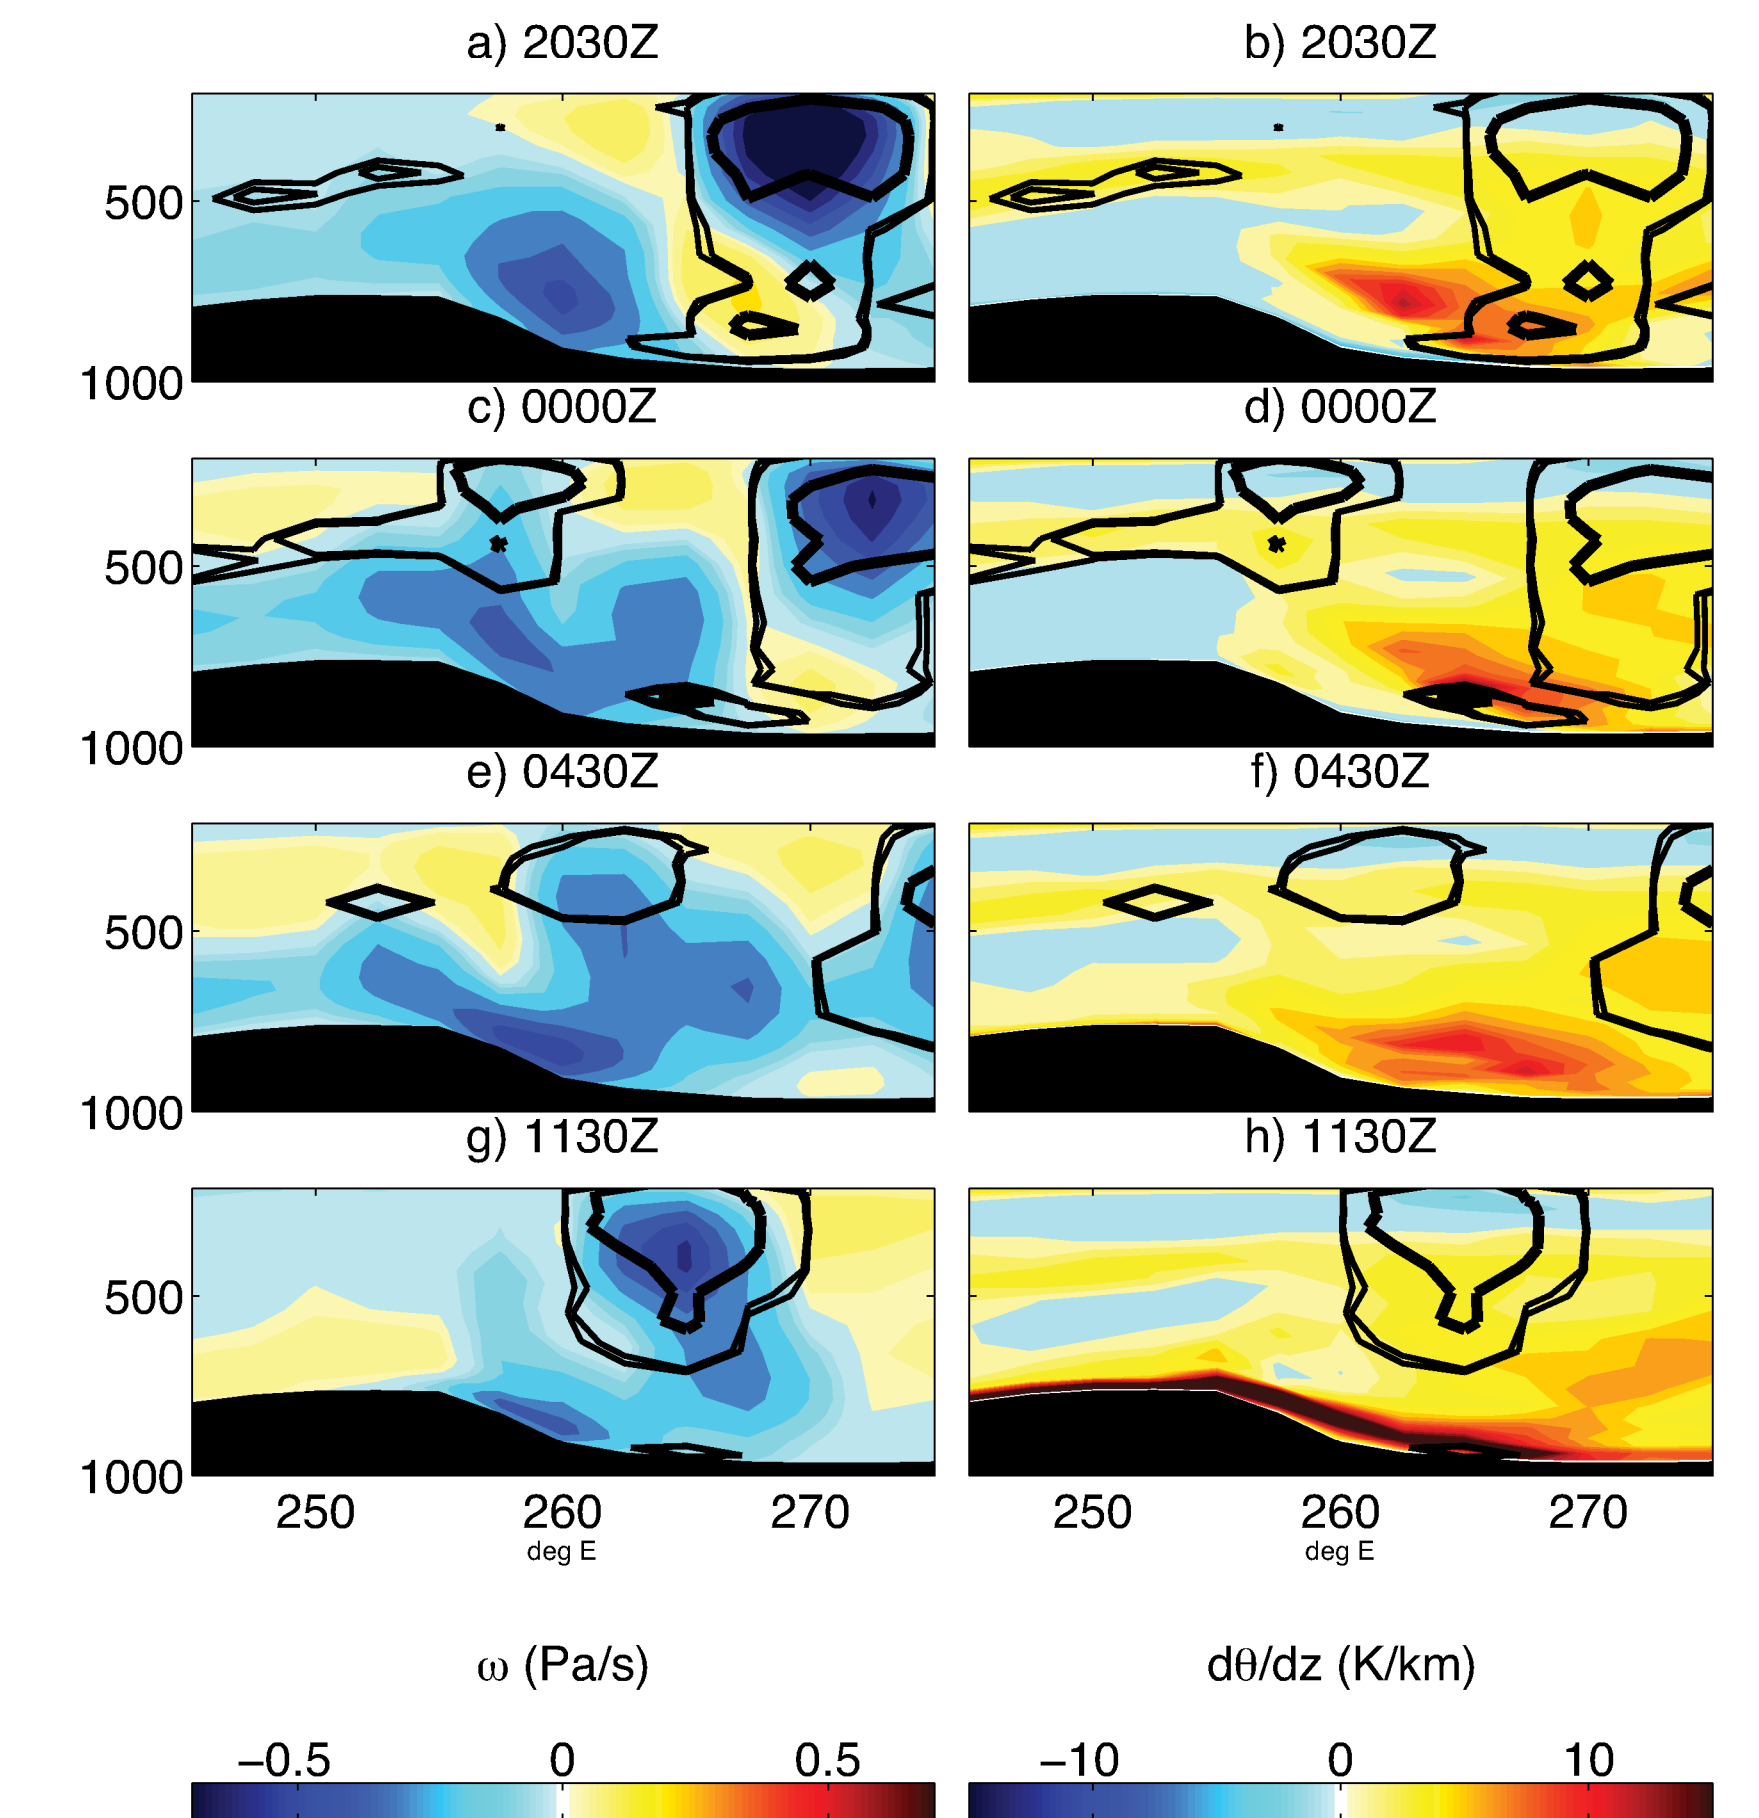 a) 2030Z
b) 2030Z
500
1000
c) 0000Z
d) 0000Z
500
1000
e) 0430Z
f) 0430Z
500
1000
g) 1130Z
h) 1130Z
500
1000
250 260 270
250 260 270
deg E
deg E
ω (Pa/s)
dθ/dz (K/km)
−0.5 0 0.5
−10 0 10